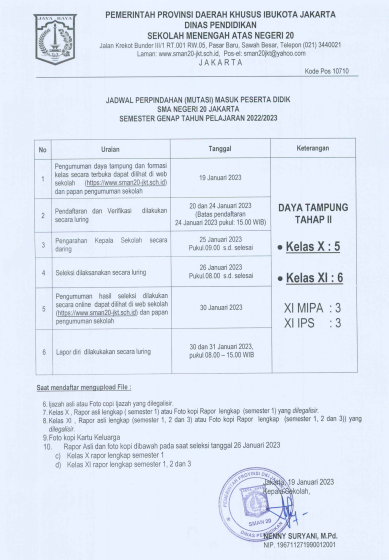 PEMERINTAH PROVINSI DAERAH KHUSUS IBUKOTA JAKARTA
DINAS PENDIDIKAN
SEKOLAH MENENGAH ATAS NEGERI 20
Jalan Krekot Bunder III/1 RT.001 RW.05, Pasar Baru, Sawah Besar, Telepon (021) 3440021
Laman: www.sman20-jkt.sch.id, Pos-el: sman20jkt@yahoo.com
J A K A R T A
Kode Pos 10710
JADWAL PERPINDAHAN (MUTASI) MASUK PESERTA DIDIK
SMA NEGERI 20 JAKARTA
SEMESTER GENAP TAHUN PELAJARAN 2022/2023
No Uraian Tanggal Keterangan
1 Pengumuman daya tampung dan formasi
kelas secara terbuka dapat dilihat di web
sekolah (https://www.sman20-jkt.sch.id)
dan papan pengumuman sekolah
19 Januari 2023
2 Pendaftaran dan Verifikasi dilakukan
secara luring
20 dan 24 Januari 2023
(Batas pendaftaran
24 Januari 2023 pukul: 15.00 WIB)
3 Pengarahan Kepala Sekolah secara
daring
25 Januari 2023
Pukul.09.00 s.d. selesai
4 Seleksi dilaksanakan secara luring
26 Januari 2023
Pukul.08.00 s.d. selesai
5 Pengumuman hasil seleksi dilakukan
secara online dapat dilihat di web sekolah
(https://www.sman20-jkt.sch.id) dan papan
pengumuman sekolah
30 Januari 2023
6 Lapor diri dilakukakan secara luring
30 dan 31 Januari 2023,
pukul 08.00 – 15.00 WIB
DAYA TAMPUNG
TAHAP II
• Kelas X : 5
• Kelas XI : 6
XI MIPA : 3
XI IPS : 3
Saat mendaftar mengupload File :
6. Ijazah asli atau Foto copi Ijazah yang dilegalisir.
7. Kelas X , Rapor asli lengkap ( semester 1) atau Foto kopi Rapor lengkap (semester 1) yang dilegalisir.
8. Kelas XI , Rapor asli lengkap (semester 1, 2 dan 3) atau Foto kopi Rapor lengkap (semester 1, 2 dan 3)) yang
dilegalisir.
9. Foto kopi Kartu Keluarga
10. Rapor Asli dan foto kopi dibawah pada saat seleksi tanggal 26 Januari 2023
c) Kelas X rapor lengkap semester 1
d) Kelas XI rapor lengkap semester 1, 2 dan 3
Jakarta, 19 Januari 2023
Kepala Sekolah,
SMAN 20
NENNY SURYANI, M.Pd.
NIP. 196711271990012001